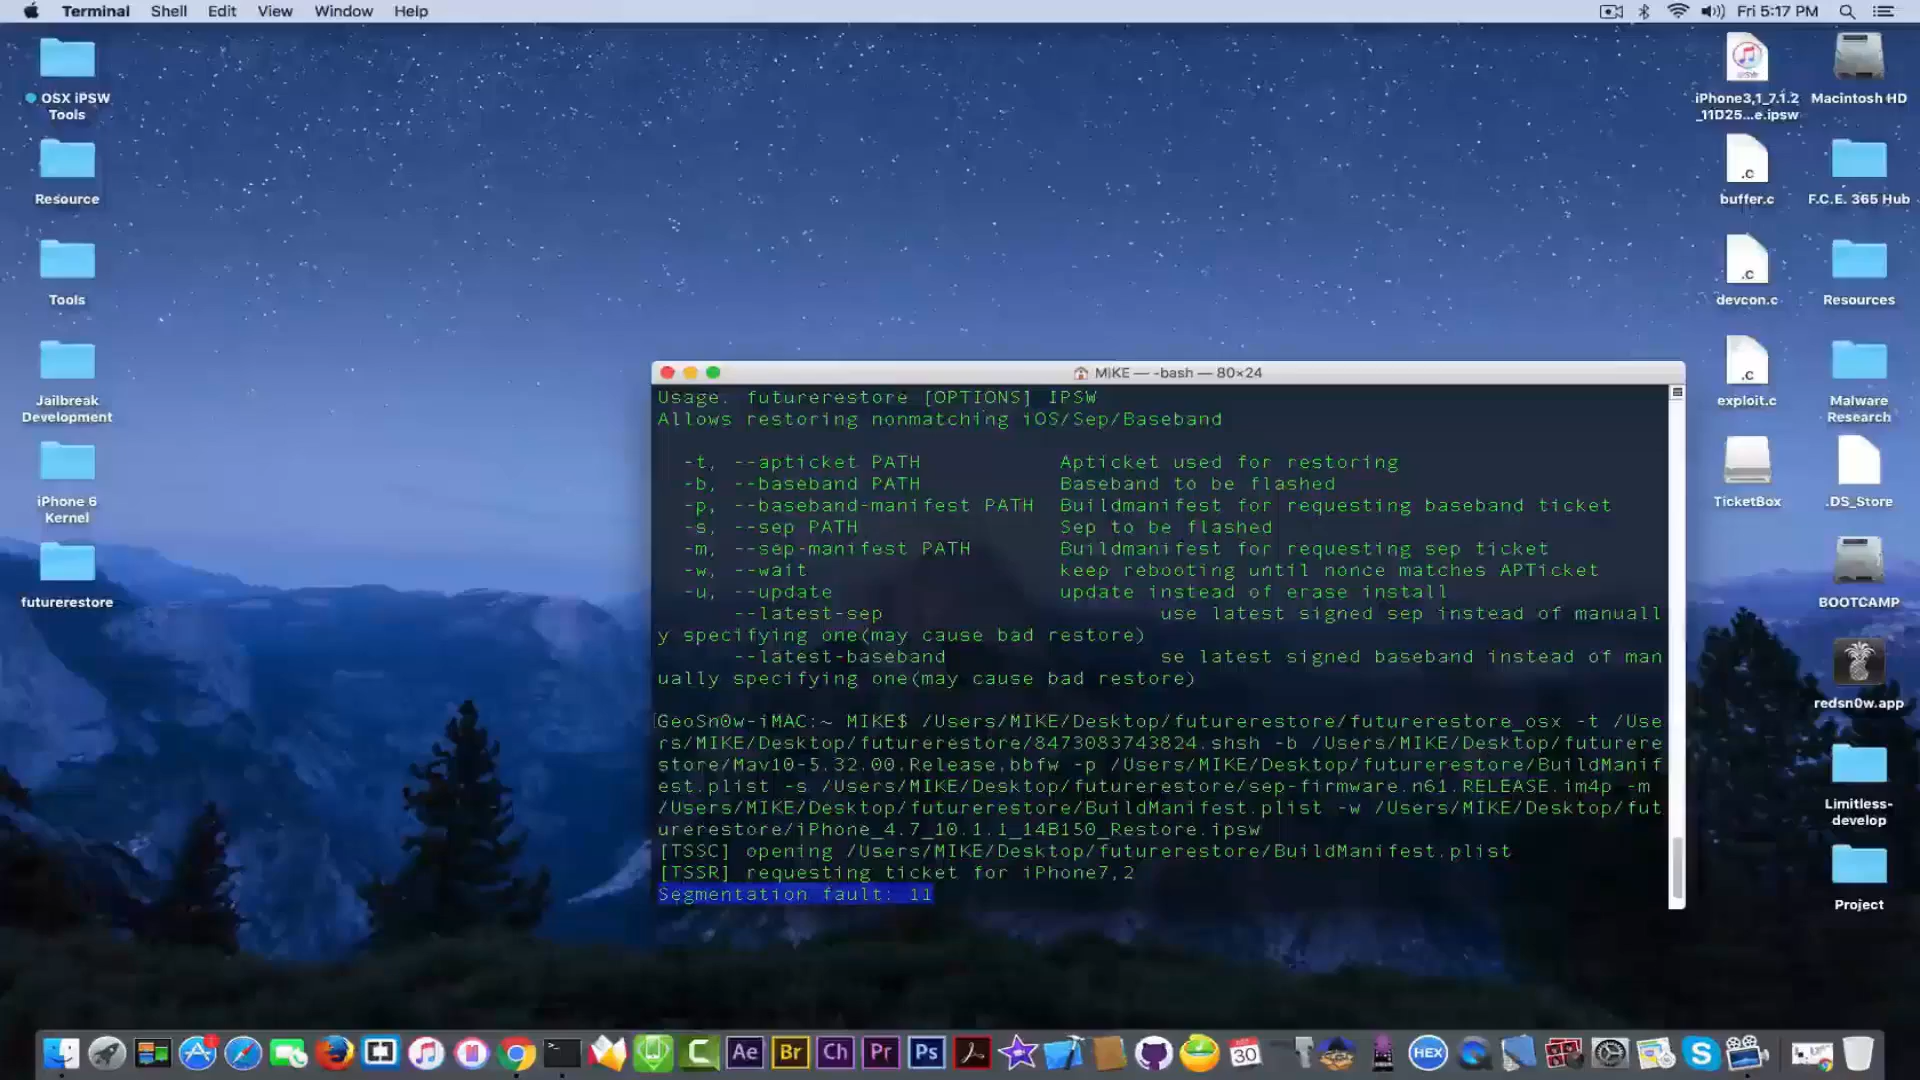 Terminal Shell Edit View Window Help Fri 5:17 PM
OSX iPSW
Tools
Resource
Tools
Jailbreak
Development
iPhone 6
Kernel
futurerestore
MIKE — -bash — 80×24
Usage. futurerestore [OPTIONS] IPSW
Allows restoring nonmatching iOS/Sep/Baseband
-t, --apticket PATH Apticket used for restoring
-b, --baseband PATH Baseband to be flashed
-p, --baseband-manifest PATH Buildmanifest for requesting baseband ticket
-s, --sep PATH Sep to be flashed
-m, --sep-manifest PATH Buildmanifest for requesting sep ticket
-w, --wait keep rebooting until nonce matches APTicket
-u, --update update instead of erase install
--latest-sep use latest signed sep instead of manuall
y specifying one(may cause bad restore)
--latest-baseband se latest signed baseband instead of man
ually specifying one(may cause bad restore)
GeoSn0w-iMAC:~ MIKE$ /Users/MIKE/Desktop/futurerestore/futurerestore_osx -t /Use
rs/MIKE/Desktop/futurerestore/8473083743824.shsh -b /Users/MIKE/Desktop/futurere
store/Mav10-5.32.00.Release.bbfw -p /Users/MIKE/Desktop/futurerestore/BuildManif
est.plist -s /Users/MIKE/Desktop/futurerestore/sep-firmware.n61.RELEASE.im4p -m
/Users/MIKE/Desktop/futurerestore/BuildManifest.plist -w /Users/MIKE/Desktop/fut
urerestore/iPhone_4.7_10.1.1_14B150_Restore.ipsw
[TSSC] opening /Users/MIKE/Desktop/futurerestore/BuildManifest.plist
[TSSR] requesting ticket for iPhone7,2
Segmentation fault: 11
iPhone3,1_7.1.2
_11D25...e.ipsw
Macintosh HD
.c
buffer.c
F.C.E. 365 Hub
.c
devcon.c
Resources
.c
exploit.c
Malware
Research
TicketBox
.DS_Store
BOOTCAMP
redsn0w.app
Limitless-
develop
Project
Ae Br Ch Pr Ps 30 HEX